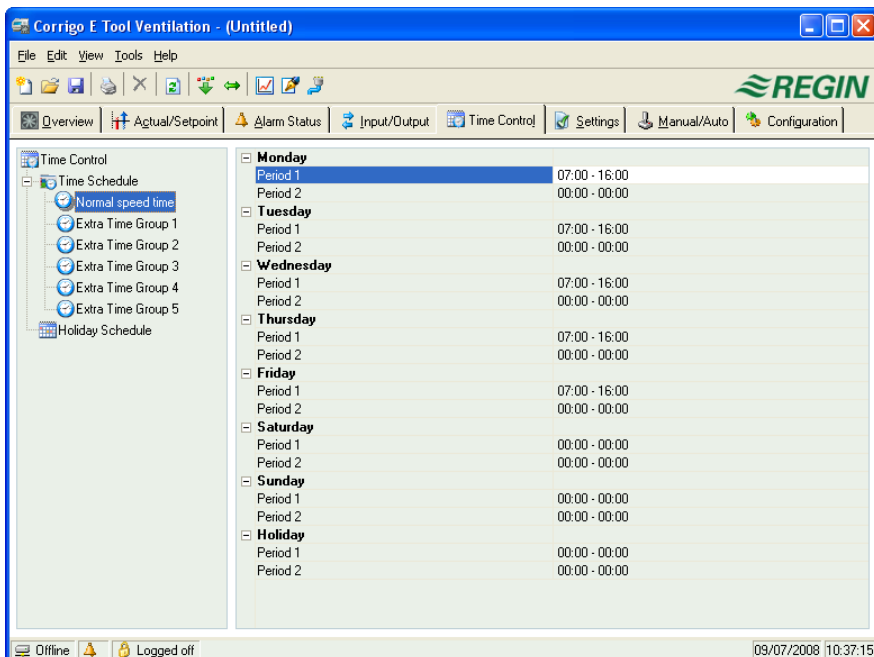 Corrigo E Tool Ventilation - (Untitled)
File Edit View Tools Help
REGIN
Overview Actual/Setpoint Alarm Status Input/Output Time Control Settings Manual/Auto Configuration
Time Control
Time Schedule
Normal speed time
Extra Time Group 1
Extra Time Group 2
Extra Time Group 3
Extra Time Group 4
Extra Time Group 5
Holiday Schedule
Monday
Period 1 07:00 - 16:00
Period 2 00:00 - 00:00
Tuesday
Period 1 07:00 - 16:00
Period 2 00:00 - 00:00
Wednesday
Period 1 07:00 - 16:00
Period 2 00:00 - 00:00
Thursday
Period 1 07:00 - 16:00
Period 2 00:00 - 00:00
Friday
Period 1 07:00 - 16:00
Period 2 00:00 - 00:00
Saturday
Period 1 00:00 - 00:00
Period 2 00:00 - 00:00
Sunday
Period 1 00:00 - 00:00
Period 2 00:00 - 00:00
Holiday
Period 1 00:00 - 00:00
Period 2 00:00 - 00:00
Offline Logged off 09/07/2008 10:37:15